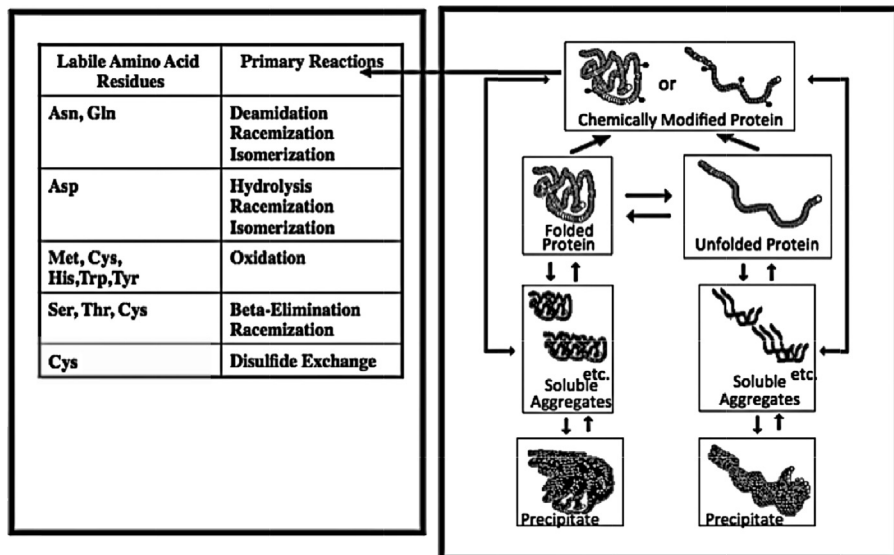 Labile Amino Acid Residues
Primary Reactions
Asn, Gln
Deamidation
Racemization
Isomerization
Asp
Hydrolysis
Racemization
Isomerization
Met, Cys,
His,Trp,Tyr
Oxidation
Ser, Thr, Cys
Beta-Elimination
Racemization
Cys
Disulfide Exchange
or
Chemically Modified Protein
Folded
Protein
Unfolded Protein
etc.
Soluble
Aggregates
etc.
Soluble
Aggregates
Precipitate
Precipitate